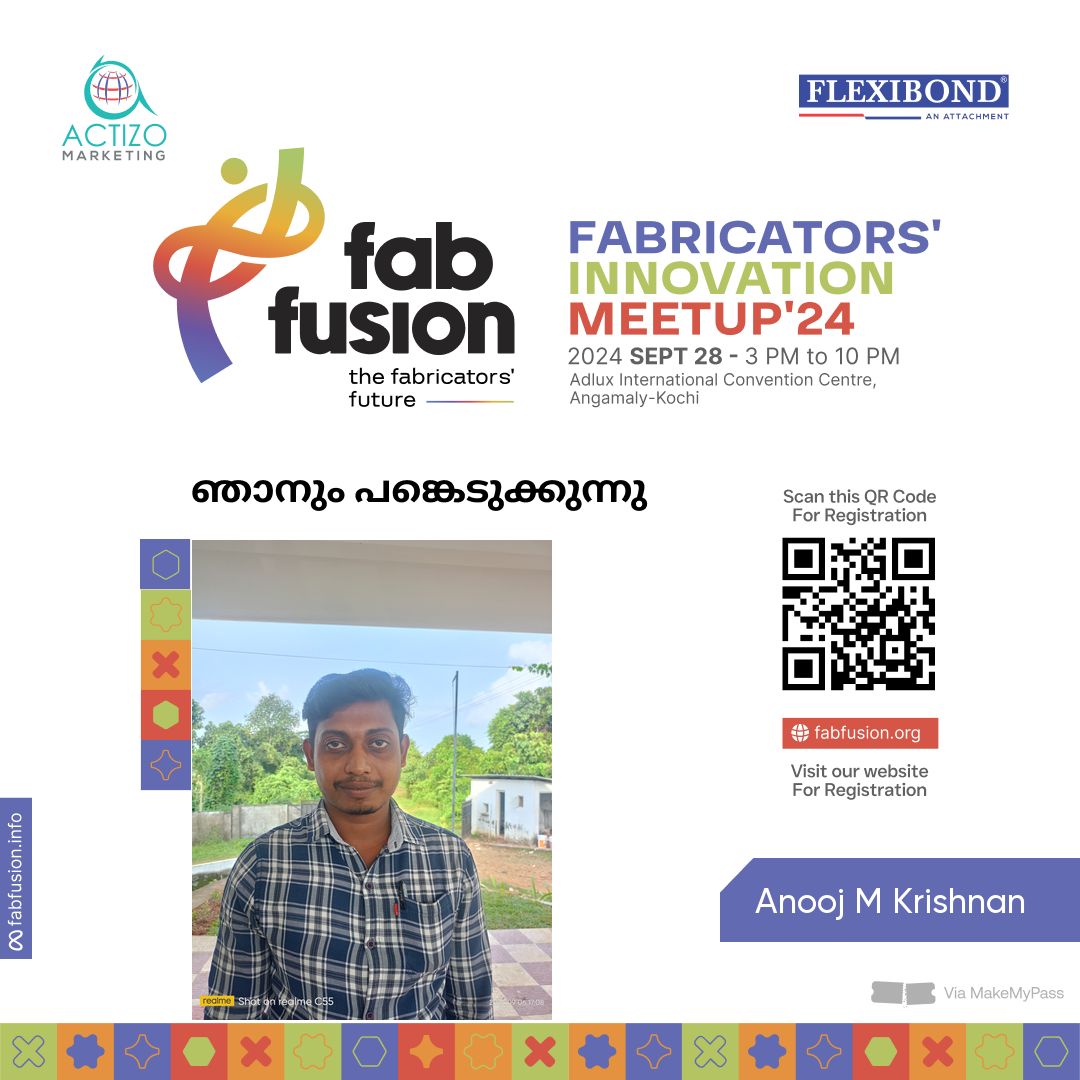 ACTIZO
MARKETING
FLEXIBOND®
AN ATTACHMENT
fab
fusion
the fabricators'
future
FABRICATORS'
INNOVATION
MEETUP'24
2024 SEPT 28 - 3 PM to 10 PM
Adlux International Convention Centre,
Angamaly-Kochi
ഞാനും പങ്കെടുക്കുന്നു
Scan this QR Code
For Registration
fabfusion.org
Visit our website
For Registration
fabfusion.info
Anooj M Krishnan
realme Shot on realme C55
Via MakeMyPass